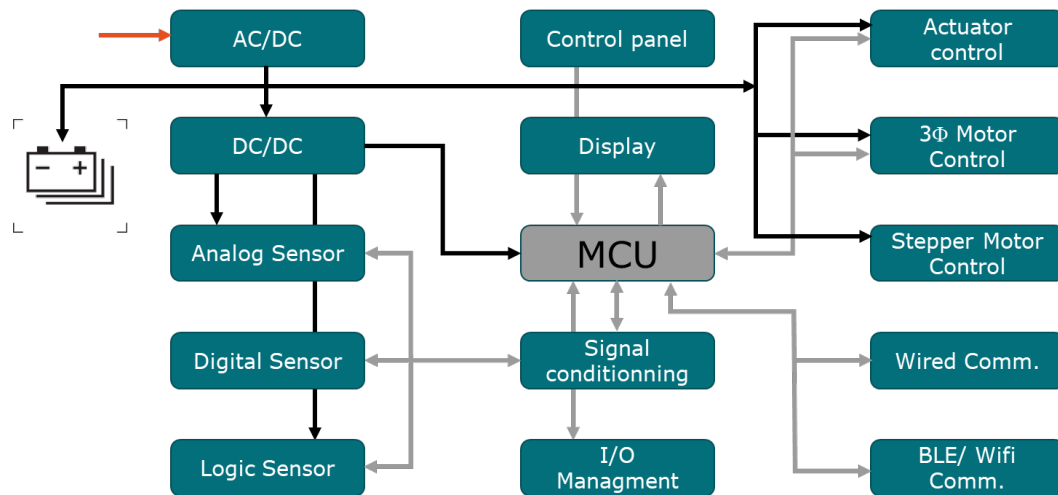 AC/DC
Control panel
Actuator
control
DC/DC
Display
3Φ Motor
Control
− +
Analog Sensor
MCU
Stepper Motor
Control
Digital Sensor
Signal
conditionning
Wired Comm.
Logic Sensor
I/O
Managment
BLE/ Wifi
Comm.